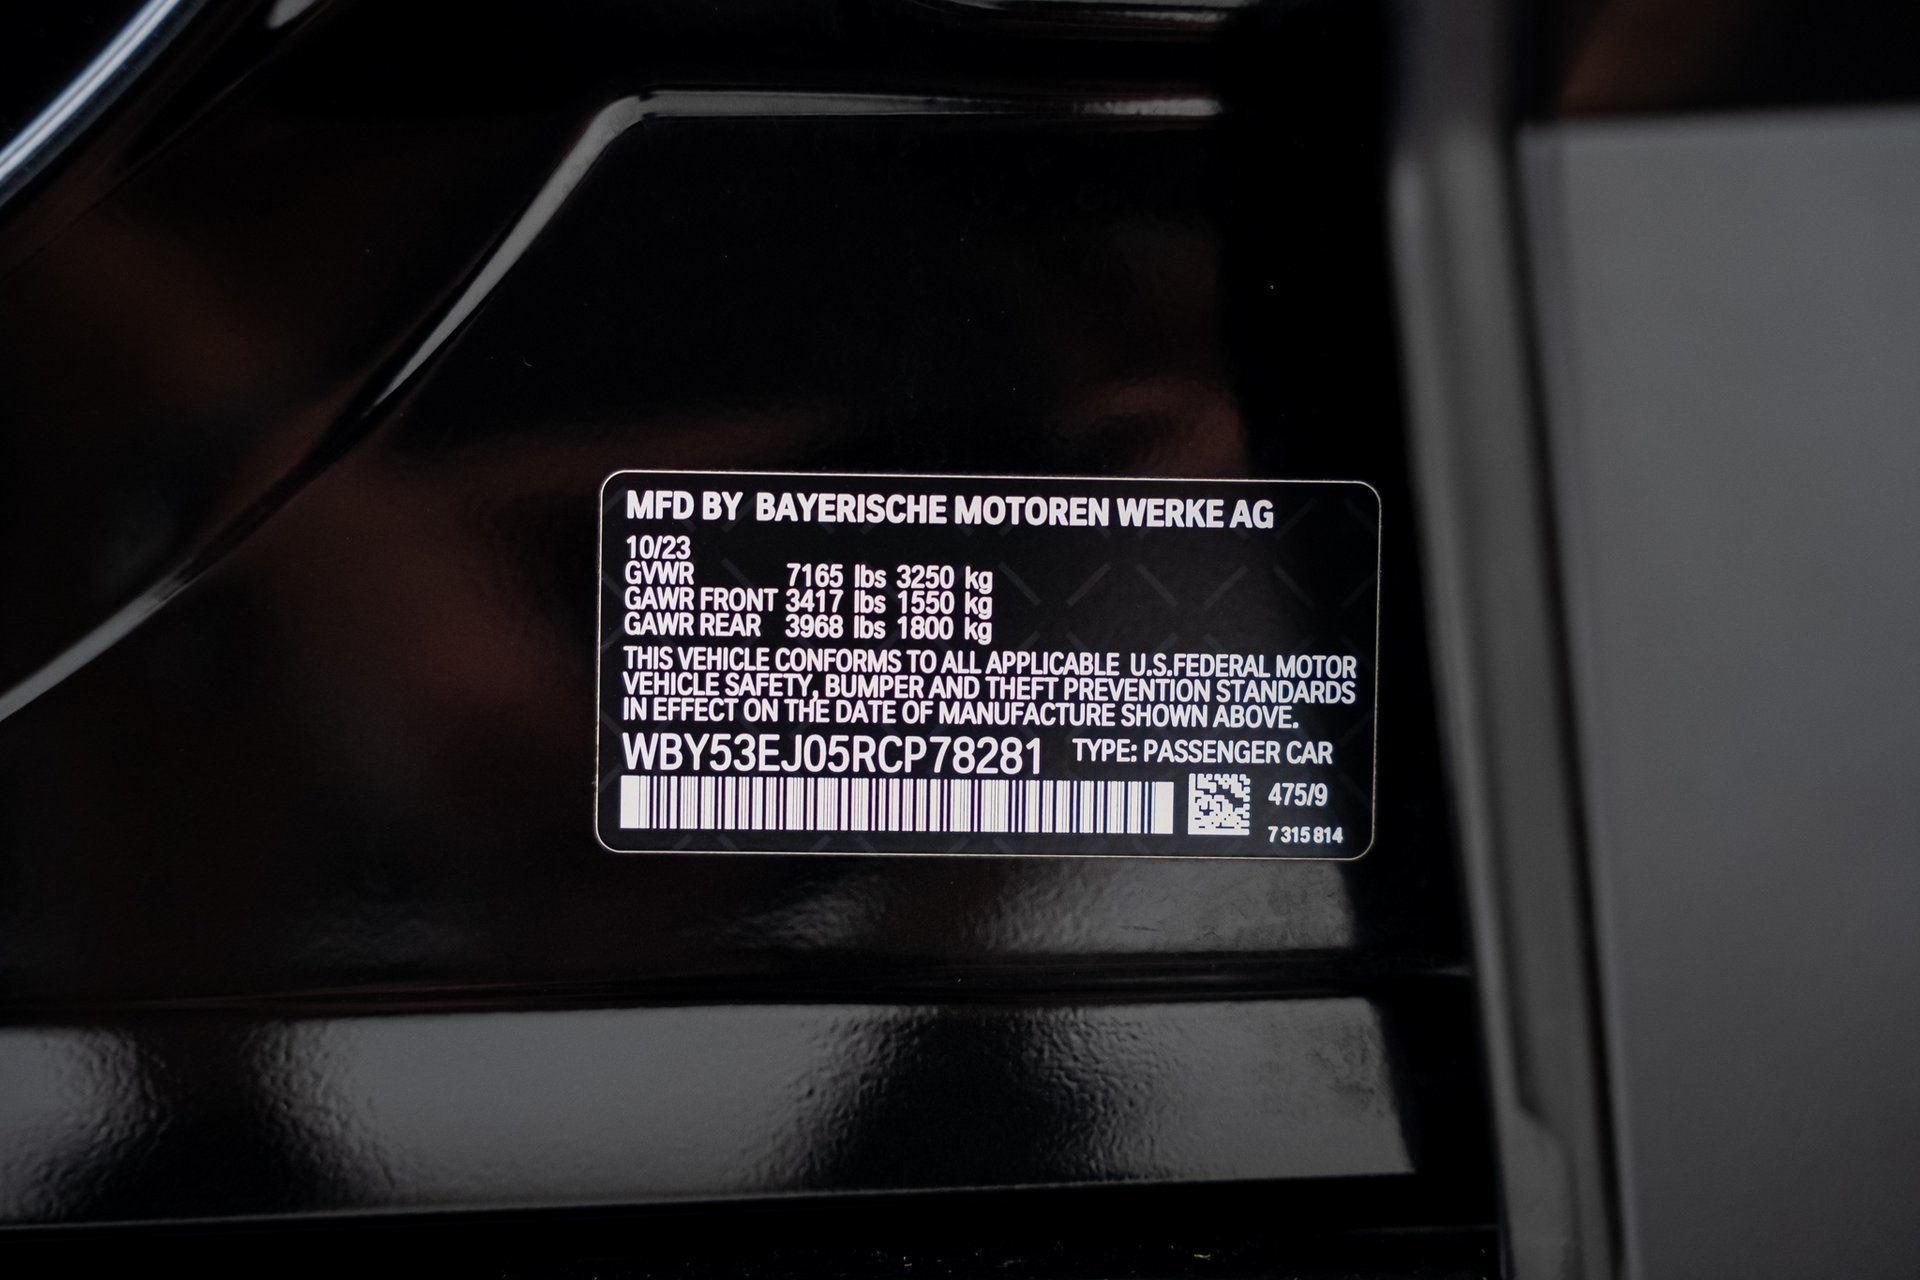 MFD BY BAYERISCHE MOTOREN WERKE AG
10/23
GVWR 7165 lbs 3250 kg
GAWR FRONT 3417 lbs 1550 kg
GAWR REAR 3968 lbs 1800 kg
THIS VEHICLE CONFORMS TO ALL APPLICABLE U.S.FEDERAL MOTOR
VEHICLE SAFETY, BUMPER AND THEFT PREVENTION STANDARDS
IN EFFECT ON THE DATE OF MANUFACTURE SHOWN ABOVE.
WBY53EJ05RCP78281 TYPE: PASSENGER CAR
475/9
7 315 814